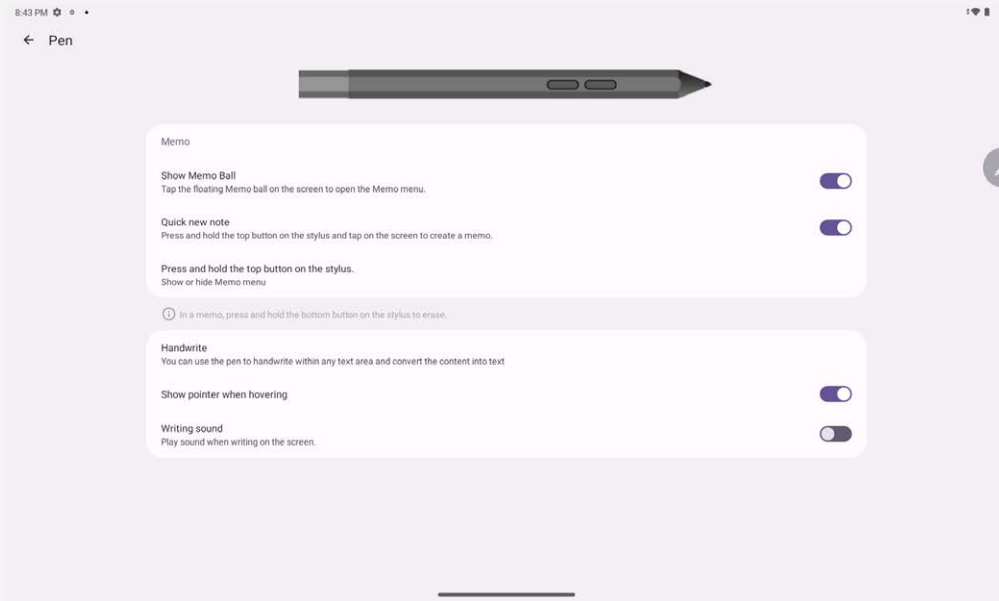 8:43 PM
Pen
Memo
Show Memo Ball
Tap the floating Memo ball on the screen to open the Memo menu.
Quick new note
Press and hold the top button on the stylus and tap on the screen to create a memo.
Press and hold the top button on the stylus.
Show or hide Memo menu
In a memo, press and hold the bottom button on the stylus to erase.
Handwrite
You can use the pen to handwrite within any text area and convert the content into text
Show pointer when hovering
Writing sound
Play sound when writing on the screen.